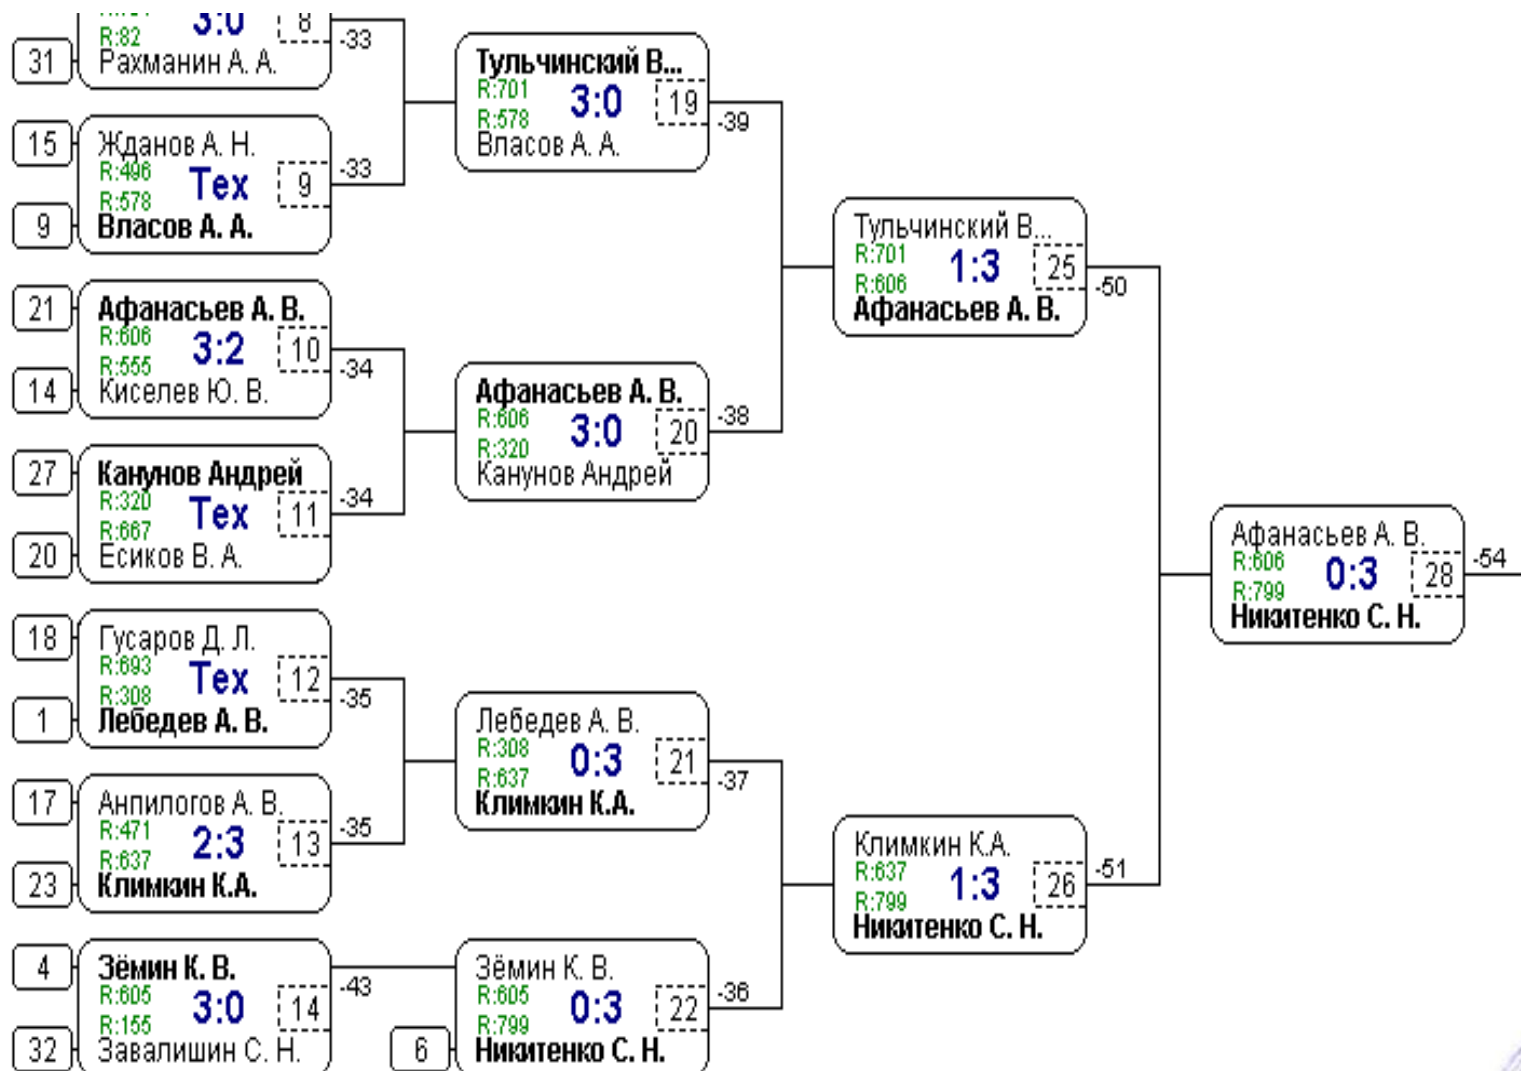 R:82
3:0
8
-33
31
Рахманин А. А.
15
Жданов А. Н.
R:496
R:578
Тех
9
-33
9
Власов А. А.
21
Афанасьев А. В.
R:606
R:555
3:2
10
-34
14
Киселев Ю. В.
27
Канунов Андрей
R:320
R:667
Тех
11
-34
20
Есиков В. А.
18
Гусаров Д. Л.
R:693
R:308
Тех
12
-35
1
Лебедев А. В.
17
Анпилогов А. В.
R:471
R:637
2:3
13
-35
23
Климкин К.А.
4
Зёмин К. В.
R:605
R:155
3:0
14
-43
32
Завалишин С. Н.
Тульчинский В...
R:701
R:578
3:0
19
-39
Власов А. А.
Афанасьев А. В.
R:606
R:320
3:0
20
-38
Канунов Андрей
Лебедев А. В.
R:308
R:637
0:3
21
-37
Климкин К.А.
Зёмин К. В.
R:605
R:799
0:3
22
-36
6
Никитенко С. Н.
Тульчинский В...
R:701
R:606
1:3
25
-50
Афанасьев А. В.
Климкин К.А.
R:637
R:799
1:3
26
-51
Никитенко С. Н.
Афанасьев А. В.
R:606
R:799
0:3
28
-54
Никитенко С. Н.